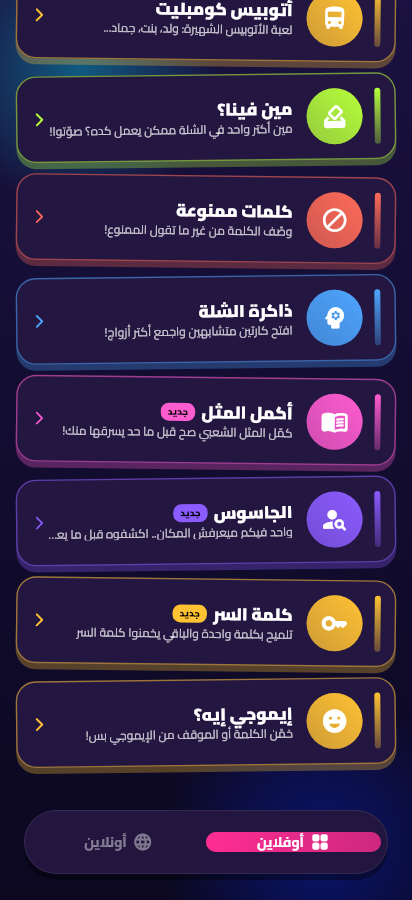 أتوبيس كومبليت
لعبة الأتوبيس الشهيرة: ولد، بنت، جماد...
مين فينا؟
مين أكتر واحد في الشلة ممكن يعمل كده؟ صوّتوا!
كلمات ممنوعة
وصّف الكلمة من غير ما تقول الممنوع!
ذاكرة الشلة
افتح كارتين متشابهين واجمع أكتر أزواج!
أكمل المثل جديد
كمّل المثل الشعبي صح قبل ما حد يسرقها منك!
الجاسوس جديد
واحد فيكم ميعرفش المكان.. اكشفوه قبل ما يع...
كلمة السر جديد
تلميح بكلمة واحدة والباقي يخمنوا كلمة السر
إيموجي إيه؟
خمّن الكلمة أو الموقف من الإيموجي بس!
أوفلاين
أونلاين